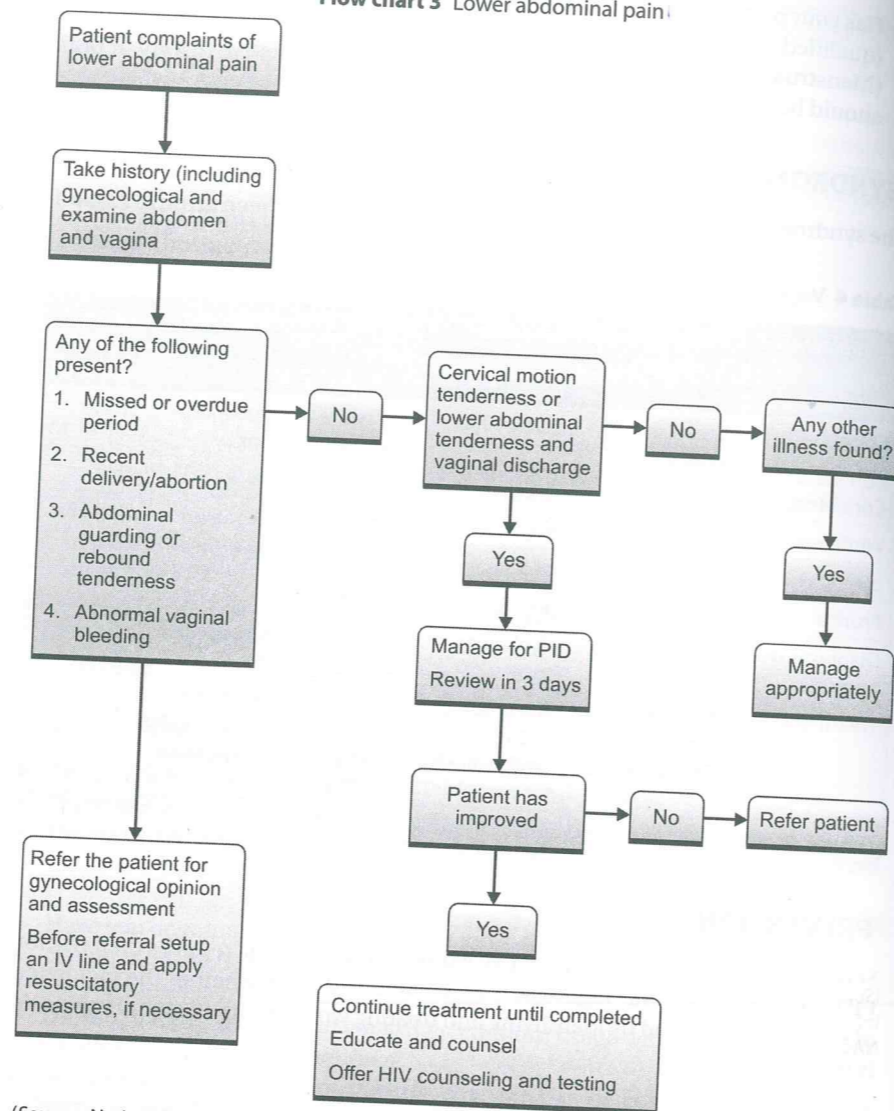 Flow chart 3 Lower abdominal pain
Patient complaints of
lower abdominal pain
Take history (including
gynecological and
examine abdomen
and vagina
Any of the following
present?
1. Missed or overdue
period
2. Recent
delivery/abortion
3. Abdominal
guarding or
rebound
tenderness
4. Abnormal vaginal
bleeding
No
Cervical motion
tenderness or
lower abdominal
tenderness and
vaginal discharge
No
Any other
illness found?
Yes
Yes
Manage for PID
Review in 3 days
Manage
appropriately
Patient has
improved
No
Refer patient
Refer the patient for
gynecological opinion
and assessment
Before referral setup
an IV line and apply
resuscitatory
measures, if necessary
Yes
Continue treatment until completed
Educate and counsel
Offer HIV counseling and testing